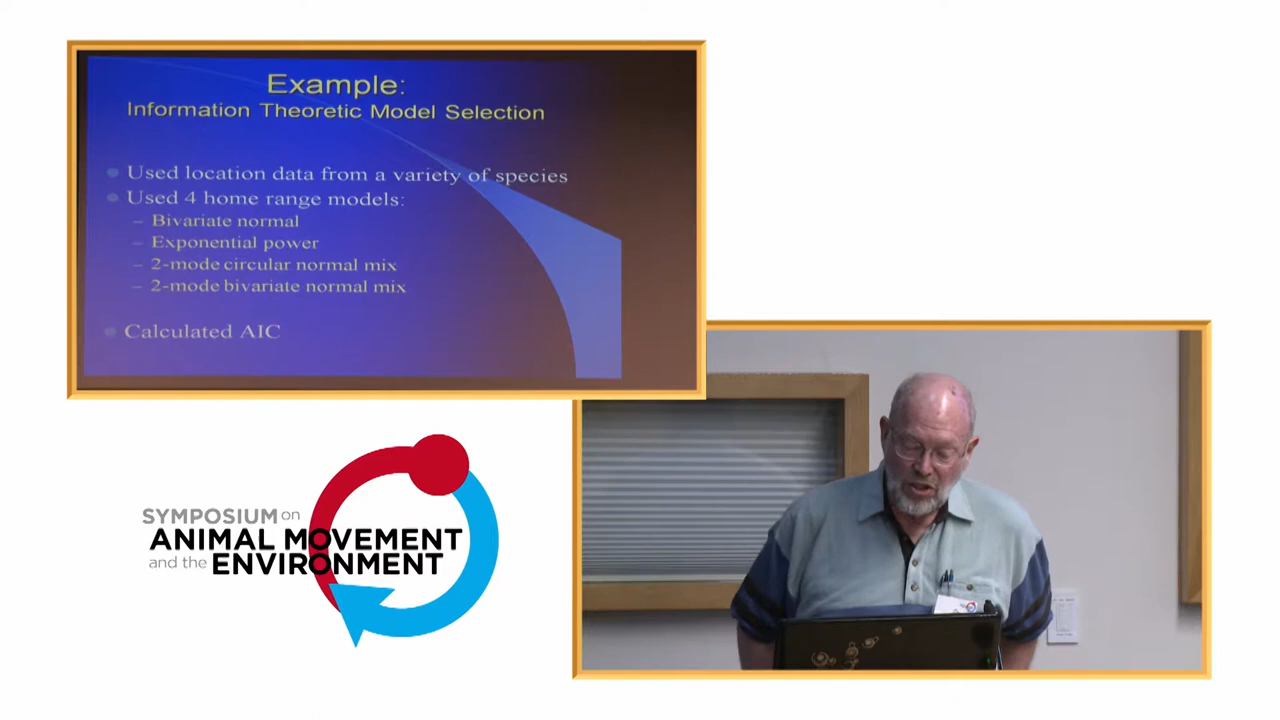 Example:
Information Theoretic Model Selection
Used location data from a variety of species
Used 4 home range models:
– Bivariate normal
– Exponential power
– 2-mode circular normal mix
– 2-mode bivariate normal mix
Calculated AIC
SYMPOSIUM on
ANIMAL MOVEMENT
and the ENVIRONMENT